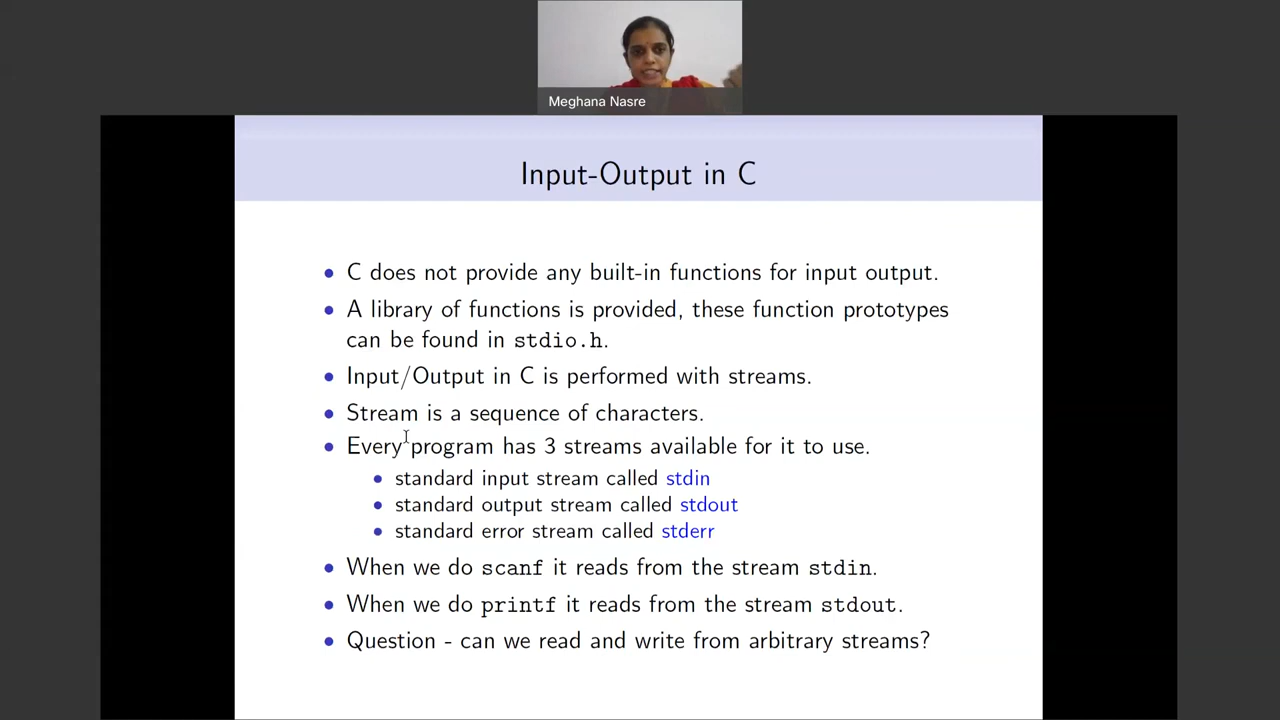 Meghana Nasre
Input-Output in C
• C does not provide any built-in functions for input output.
• A library of functions is provided, these function prototypes
can be found in stdio.h.
• Input/Output in C is performed with streams.
• Stream is a sequence of characters.
• Every program has 3 streams available for it to use.
• standard input stream called stdin
• standard output stream called stdout
• standard error stream called stderr
• When we do scanf it reads from the stream stdin.
• When we do printf it reads from the stream stdout.
• Question - can we read and write from arbitrary streams?